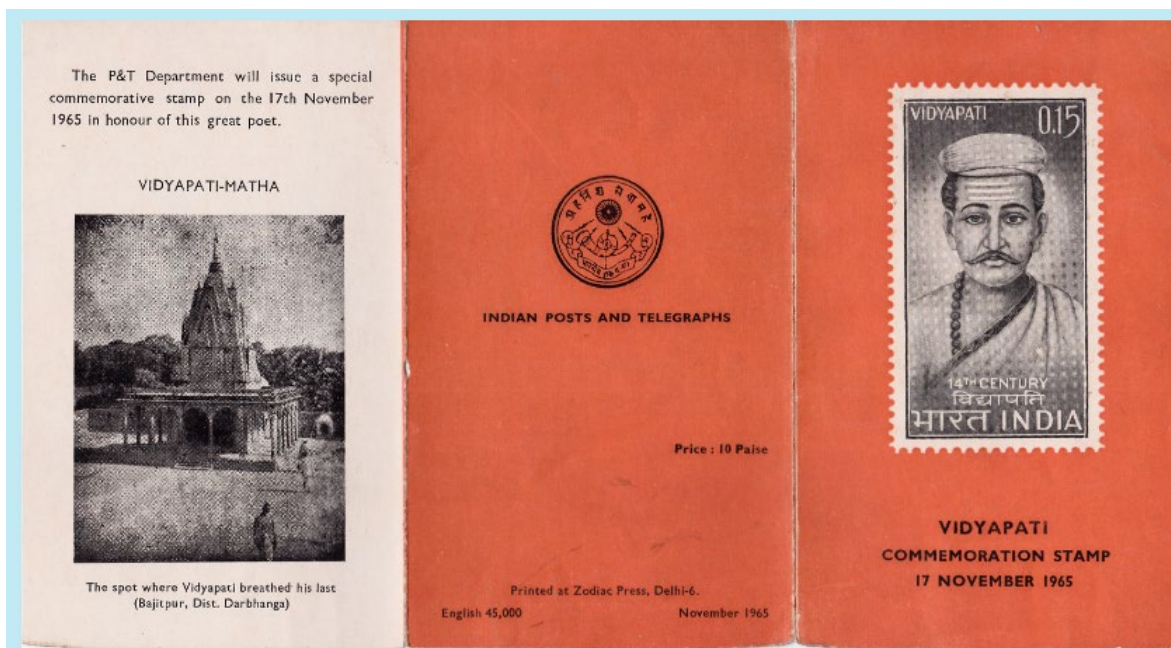 The P&T Department will issue a special
commemorative stamp on the 17th November
1965 in honour of this great poet.
VIDYAPATI-MATHA
The spot where Vidyapati breathed his last
(Bajitpur, Dist. Darbhanga)
अहर्निशं सेवामहे
INDIAN POSTS AND TELEGRAPHS
Price : 10 Paise
Printed at Zodiac Press, Delhi-6.
English 45,000 November 1965
VIDYAPATI 0.15
14TH CENTURY
विद्यापति
भारत INDIA
VIDYAPATI
COMMEMORATION STAMP
17 NOVEMBER 1965